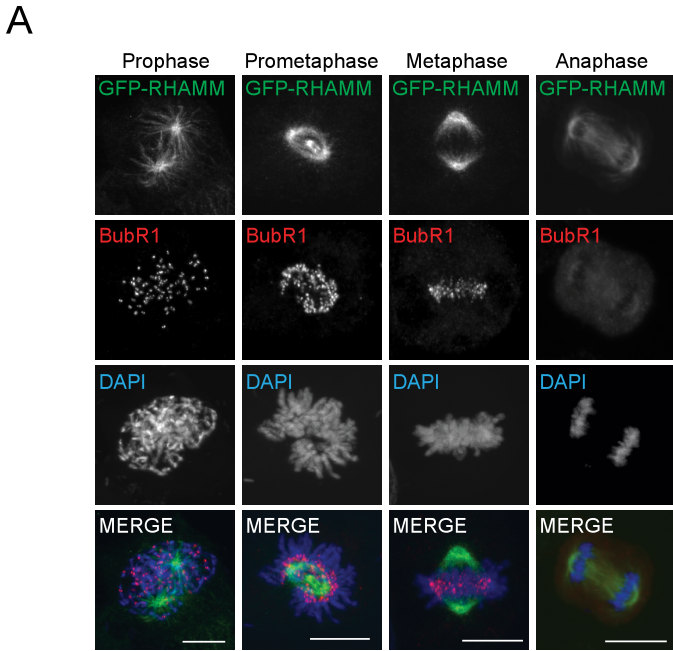 A
Prophase Prometaphase Metaphase Anaphase
GFP-RHAMM GFP-RHAMM GFP-RHAMM GFP-RHAMM
BubR1 BubR1 BubR1 BubR1
DAPI DAPI DAPI DAPI
MERGE MERGE MERGE MERGE